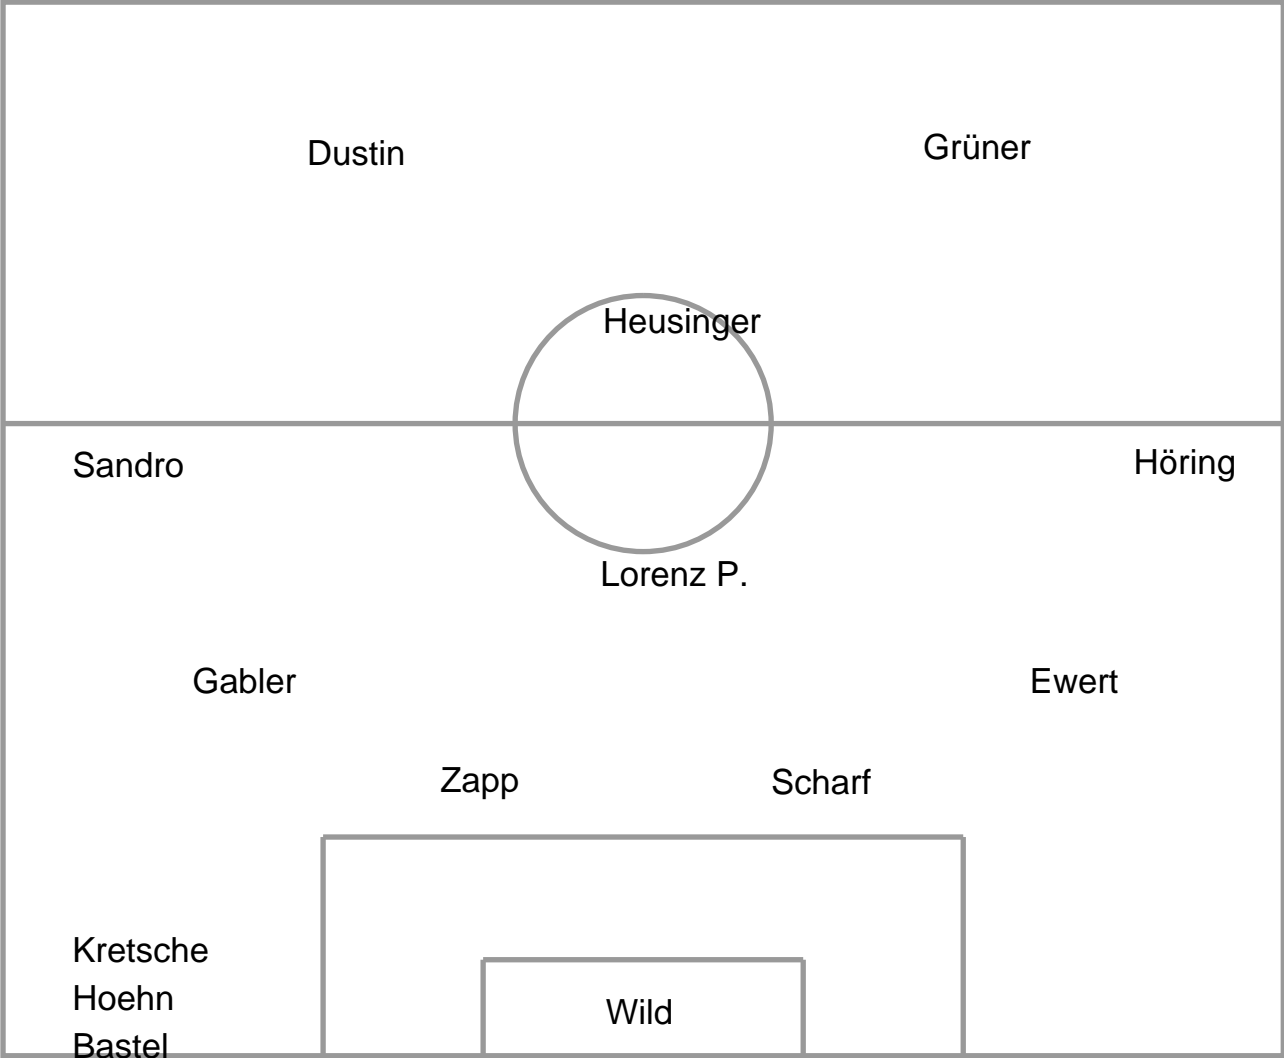 Dustin
Grüner
Heusinger
Sandro
Höring
Lorenz P.
Gabler
Ewert
Zapp
Scharf
Kretsche
Hoehn
Wild
Bastel